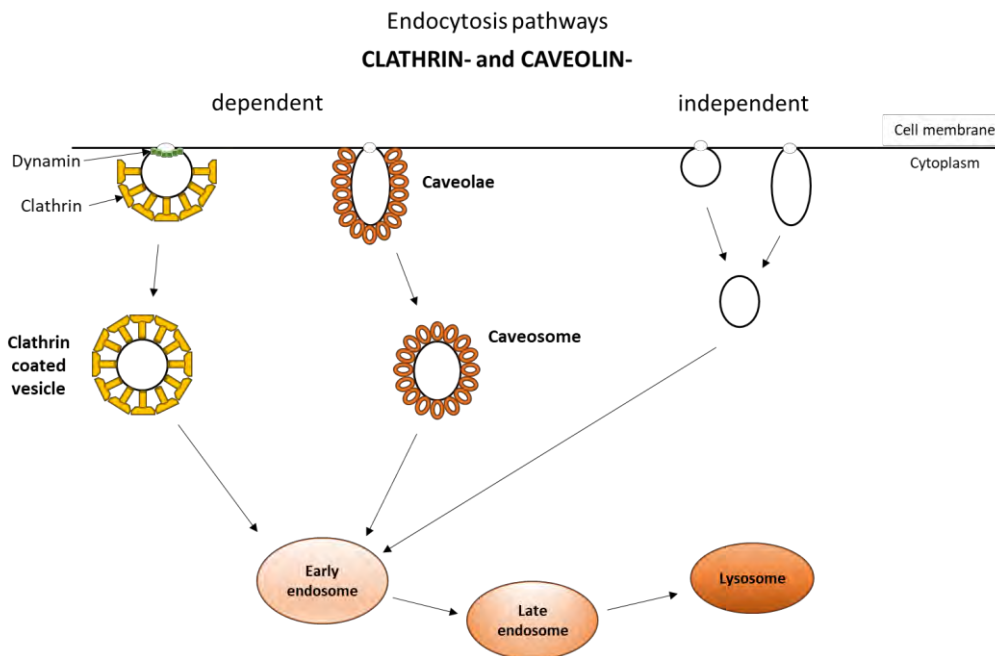 Endocytosis pathways
CLATHRIN- and CAVEOLIN-
dependent
independent
Cell membrane
Cytoplasm
Dynamin
Clathrin
Caveolae
Clathrin
coated
vesicle
Caveosome
Early
endosome
Late
endosome
Lysosome